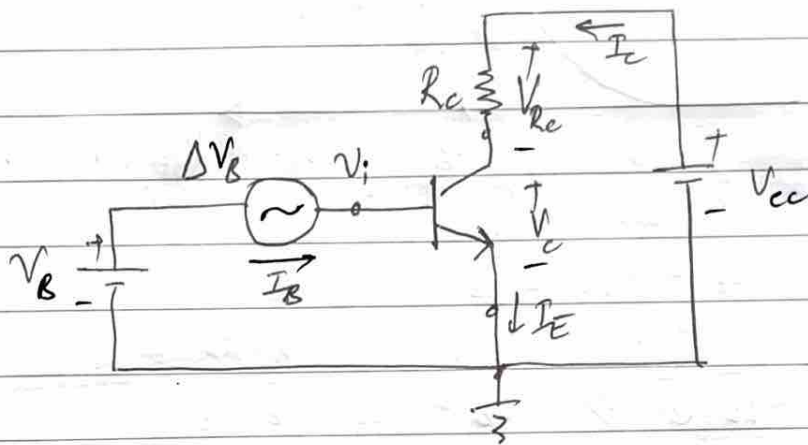 I_C
+
R_C
V_Rc
-
ΔV_B
v_i
~
+
V_B
-
I_B
+
V_C
-
+
V_CC
-
↓ I_E